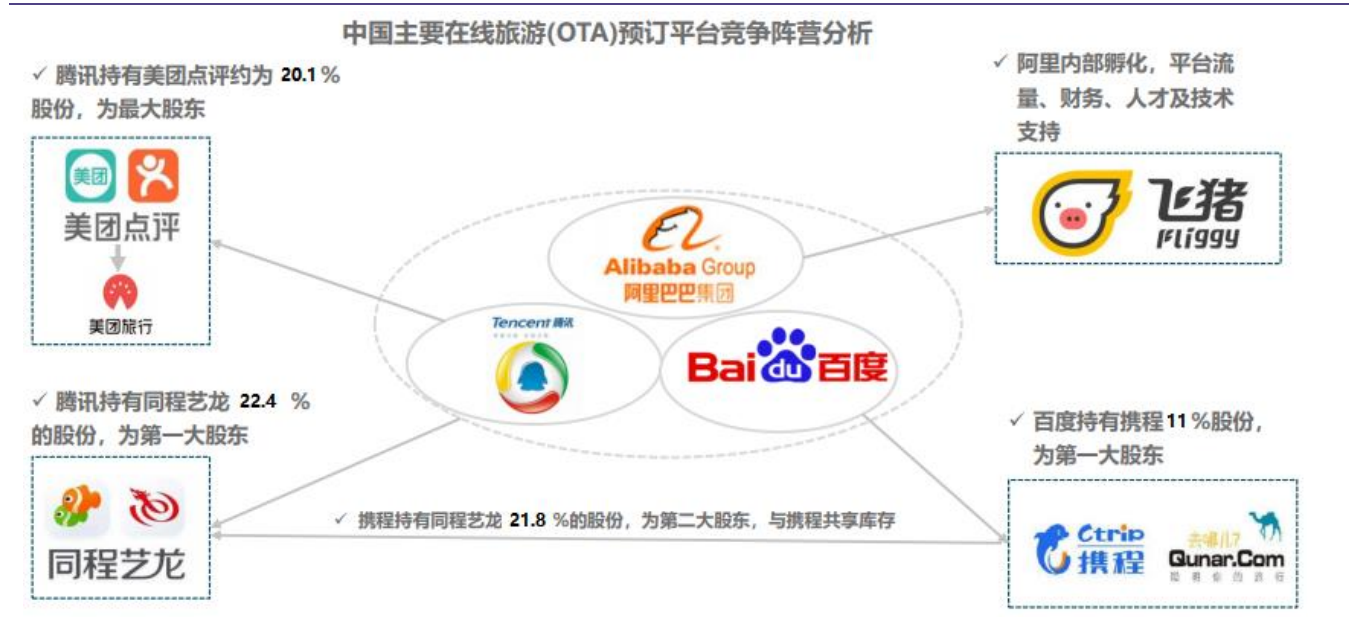 中国主要在线旅游(OTA)预订平台竞争阵营分析
✓ 腾讯持有美团点评约为 20.1%
股份，为最大股东
美团
美团点评
美团旅行
✓ 阿里内部孵化，平台流
量、财务、人才及技术
支持
飞猪
Fliggy
Alibaba Group
阿里巴巴集团
Tencent 腾讯
Bai du 百度
✓ 腾讯持有同程艺龙 22.4 %
的股份，为第一大股东
同程艺龙
✓ 携程持有同程艺龙 21.8 %的股份，为第二大股东，与携程共享库存
✓ 百度持有携程11%股份，
为第一大股东
Ctrip
携程
去哪儿?
Qunar.Com